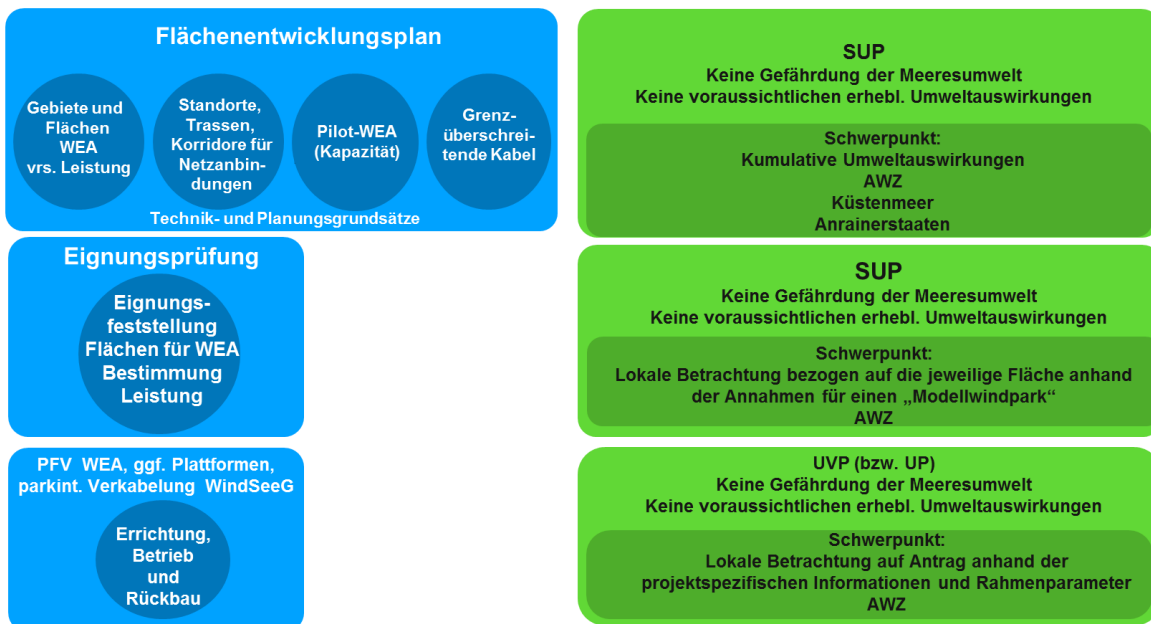 Flächenentwicklungsplan
Gebiete und
Flächen
WEA
vrs. Leistung
Standorte,
Trassen,
Korridore für
Netzanbin-
dungen
Pilot-WEA
(Kapazität)
Grenz-
überschrei-
tende Kabel
Technik- und Planungsgrundsätze
SUP
Keine Gefährdung der Meeresumwelt
Keine voraussichtlichen erhebl. Umweltauswirkungen
Schwerpunkt:
Kumulative Umweltauswirkungen
AWZ
Küstenmeer
Anrainerstaaten
Eignungsprüfung
Eignungs-
feststellung
Flächen für WEA
Bestimmung
Leistung
SUP
Keine Gefährdung der Meeresumwelt
Keine voraussichtlichen erhebl. Umweltauswirkungen
Schwerpunkt:
Lokale Betrachtung bezogen auf die jeweilige Fläche anhand
der Annahmen für einen „Modellwindpark“
AWZ
PFV WEA, ggf. Plattformen,
parkint. Verkabelung WindSeeG
Errichtung,
Betrieb
und
Rückbau
UVP (bzw. UP)
Keine Gefährdung der Meeresumwelt
Keine voraussichtlichen erhebl. Umweltauswirkungen
Schwerpunkt:
Lokale Betrachtung auf Antrag anhand der
projektspezifischen Informationen und Rahmenparameter
AWZ